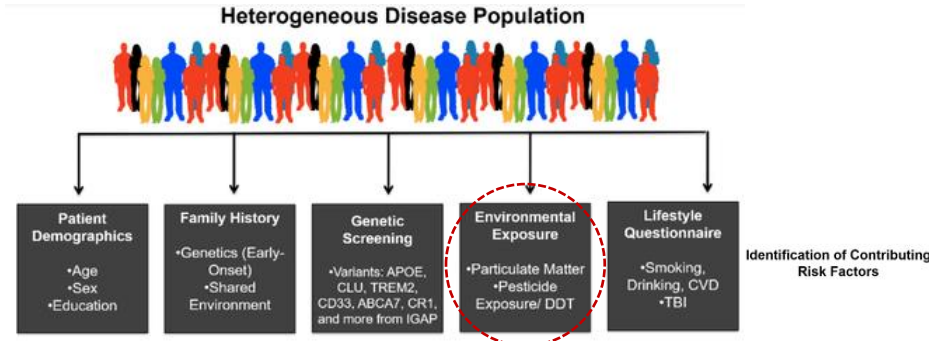 Heterogeneous Disease Population
Patient
Demographics
•Age
•Sex
•Education
Family History
•Genetics (Early-
Onset)
•Shared
Environment
Genetic
Screening
•Variants: APOE,
CLU, TREM2,
CD33, ABCA7, CR1,
and more from IGAP
Environmental
Exposure
•Particulate Matter
•Pesticide
Exposure/ DDT
Lifestyle
Questionnaire
•Smoking,
Drinking, CVD
•TBI
Identification of Contributing
Risk Factors